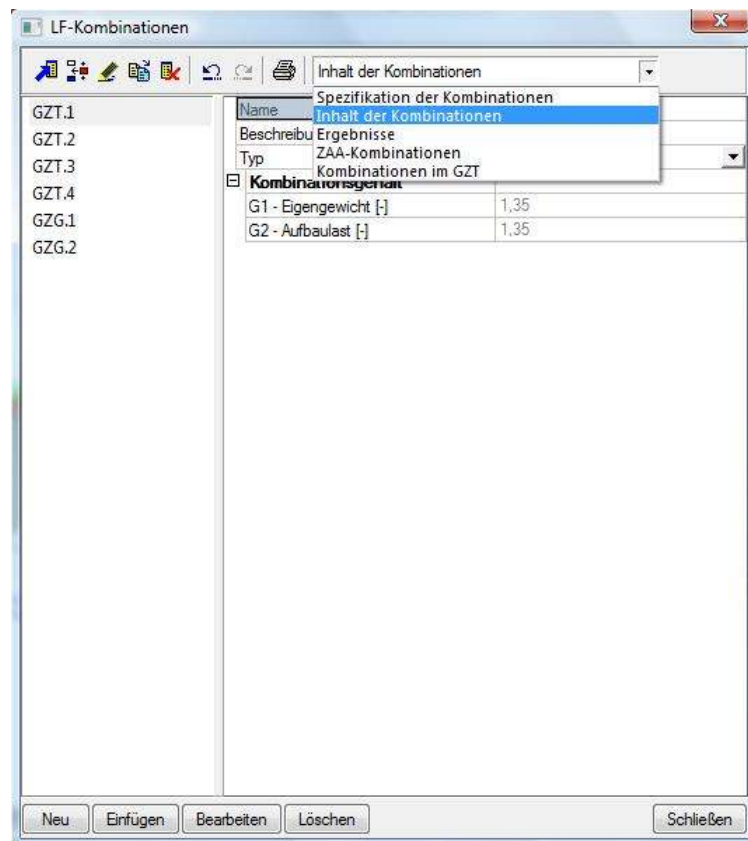 LF-Kombinationen
Inhalt der Kombinationen
Spezifikation der Kombinationen
Inhalt der Kombinationen
Ergebnisse
ZAA-Kombinationen
Kombinationen im GZT
GZT.1
GZT.2
GZT.3
GZT.4
GZG.1
GZG.2
Name
Beschreibu
Typ
Kombinationsgehalt
G1 - Eigengewicht [-] 1,35
G2 - Aufbaulast [-] 1,35
Neu Einfügen Bearbeiten Löschen Schließen